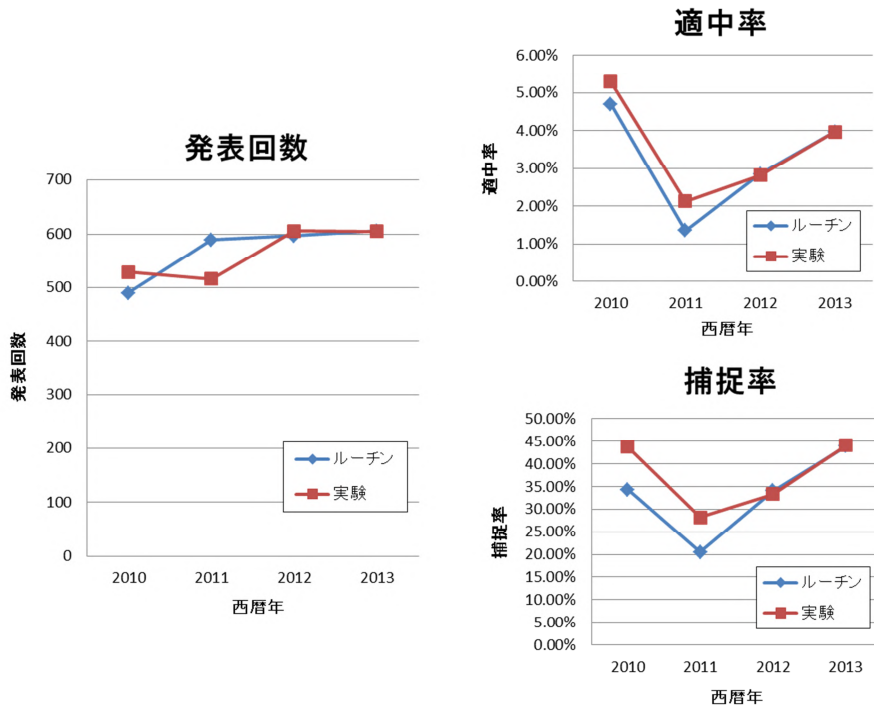 発表回数
700
600
500
400
300
200
100
0
発表回数
ルーチン
実験
2010 2011 2012 2013
西暦年
適中率
6.00%
5.00%
4.00%
3.00%
2.00%
1.00%
0.00%
適中率
ルーチン
実験
2010 2011 2012 2013
西暦年
捕捉率
50.00%
45.00%
40.00%
35.00%
30.00%
25.00%
20.00%
15.00%
10.00%
5.00%
0.00%
捕捉率
ルーチン
実験
2010 2011 2012 2013
西暦年